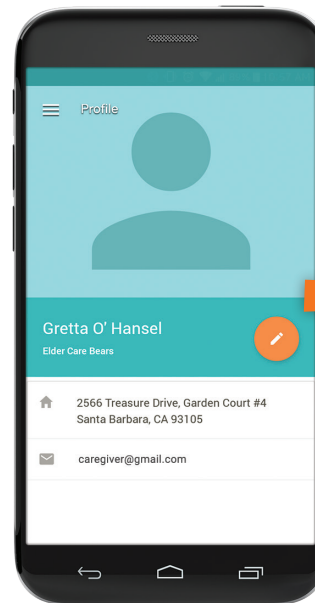 Profile
Gretta O' Hansel
Elder Care Bears
2566 Treasure Drive, Garden Court #4
Santa Barbara, CA 93105
caregiver@gmail.com